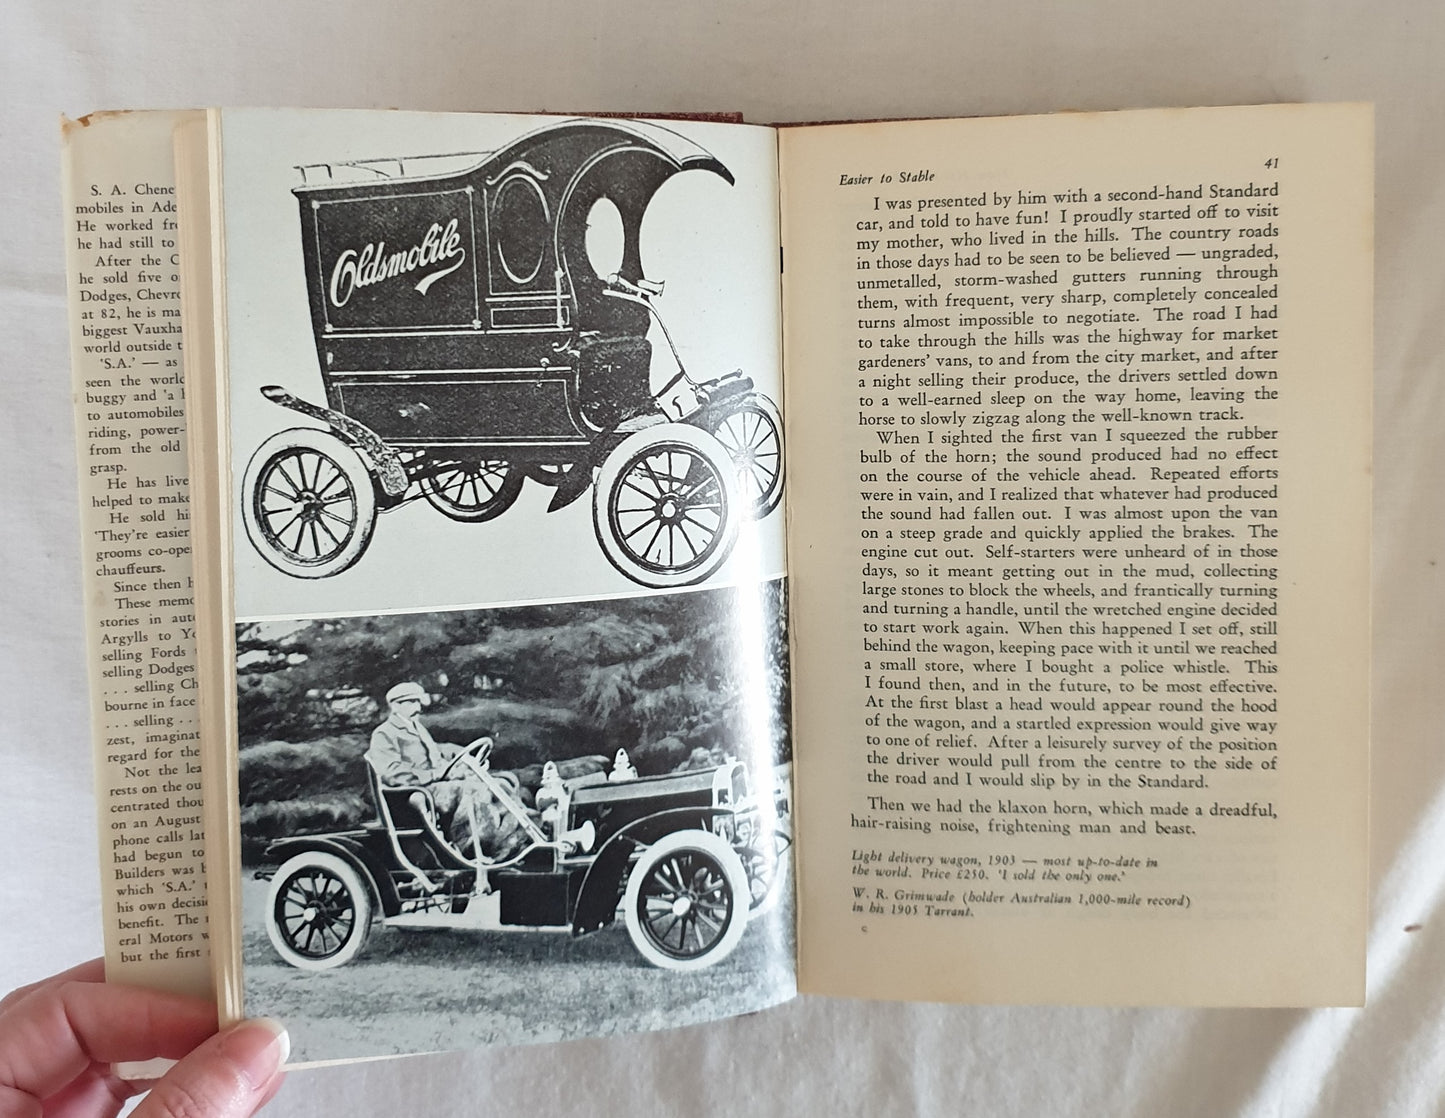 S. A. Chene
mobiles in Ade
He worked fr
he had still to
After the C
he sold five o
Dodges, Chevro
at 82, he is ma
biggest Vauxha
world outside t
'S.A.' — as
seen the world
buggy and 'a
to automobiles
riding, power-
from the old
grasp.
He has live
helped to make
He sold hi
'They're easier
grooms co-ope
chauffeurs.
Since then h
These memo
stories in aut
Argylls to Y
selling Fords
selling Dodges
. . . selling Ch
bourne in face
. . . selling . .
zest, imaginat
regard for the
Not the lea
rests on the ou
centrated thou
on an August
phone calls lat
had begun to
Builders was b
which 'S.A.'
his own decisi
benefit. The
eral Motors w
but the first
Oldsmobile
Easier to Stable 41
I was presented by him with a second-hand Standard
car, and told to have fun! I proudly started off to visit
my mother, who lived in the hills. The country roads
in those days had to be seen to be believed — ungraded,
unmetalled, storm-washed gutters running through
them, with frequent, very sharp, completely concealed
turns almost impossible to negotiate. The road I had
to take through the hills was the highway for market
gardeners' vans, to and from the city market, and after
a night selling their produce, the drivers settled down
to a well-earned sleep on the way home, leaving the
horse to slowly zigzag along the well-known track.
When I sighted the first van I squeezed the rubber
bulb of the horn; the sound produced had no effect
on the course of the vehicle ahead. Repeated efforts
were in vain, and I realized that whatever had produced
the sound had fallen out. I was almost upon the van
on a steep grade and quickly applied the brakes. The
engine cut out. Self-starters were unheard of in those
days, so it meant getting out in the mud, collecting
large stones to block the wheels, and frantically turning
and turning a handle, until the wretched engine decided
to start work again. When this happened I set off, still
behind the wagon, keeping pace with it until we reached
a small store, where I bought a police whistle. This
I found then, and in the future, to be most effective.
At the first blast a head would appear round the hood
of the wagon, and a startled expression would give way
to one of relief. After a leisurely survey of the position
the driver would pull from the centre to the side of
the road and I would slip by in the Standard.
Then we had the klaxon horn, which made a dreadful,
hair-raising noise, frightening man and beast.
Light delivery wagon, 1903 — most up-to-date in
the world. Price £250. 'I sold the only one.'
W. R. Grimwade (holder Australian 1,000-mile record)
in his 1905 Tarrant.
C